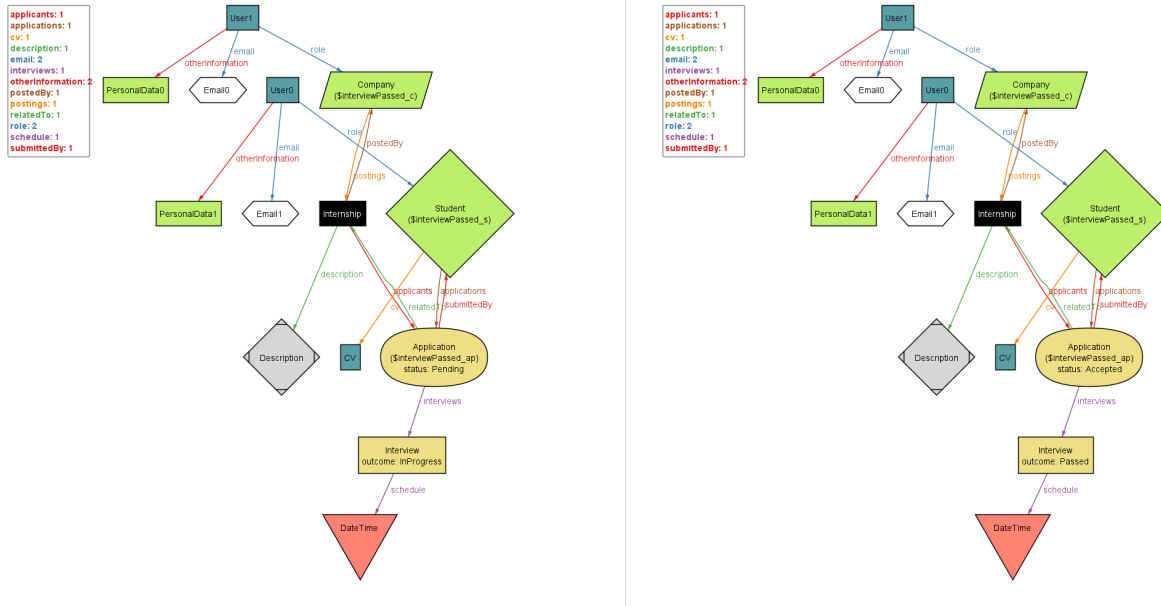 applicants: 1
applications: 1
cv: 1
description: 1
email: 2
interviews: 1
otherInformation: 2
postedBy: 1
postings: 1
relatedTo: 1
role: 2
schedule: 1
submittedBy: 1
User1
email
role
otherInformation
PersonalData0
Email0
User0
Company
($interviewPassed_c)
role
postedBy
email
otherInformation
postings
PersonalData1
Email1
Internship
Student
($interviewPassed_s)
description
applicants
applications
cv
relatedTo
submittedBy
Description
CV
Application
($interviewPassed_ap)
status: Pending
interviews
Interview
outcome: InProgress
schedule
DateTime
applicants: 1
applications: 1
cv: 1
description: 1
email: 2
interviews: 1
otherInformation: 2
postedBy: 1
postings: 1
relatedTo: 1
role: 2
schedule: 1
submittedBy: 1
User1
email
role
otherInformation
PersonalData0
Email0
User0
Company
($interviewPassed_c)
role
postedBy
email
otherInformation
postings
PersonalData1
Email1
Internship
Student
($interviewPassed_s)
description
applicants
applications
cv
relatedTo
submittedBy
Description
CV
Application
($interviewPassed_ap)
status: Accepted
interviews
Interview
outcome: Passed
schedule
DateTime